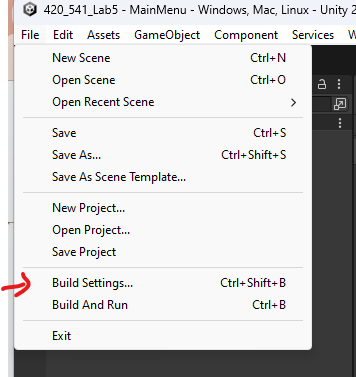 420_541_Lab5 - MainMenu - Windows, Mac, Linux - Unity 2
File Edit Assets GameObject Component Services
New Scene Ctrl+N
Open Scene Ctrl+O
Open Recent Scene
Save Ctrl+S
Save As... Ctrl+Shift+S
Save As Scene Template...
New Project...
Open Project...
Save Project
Build Settings... Ctrl+Shift+B
Build And Run Ctrl+B
Exit